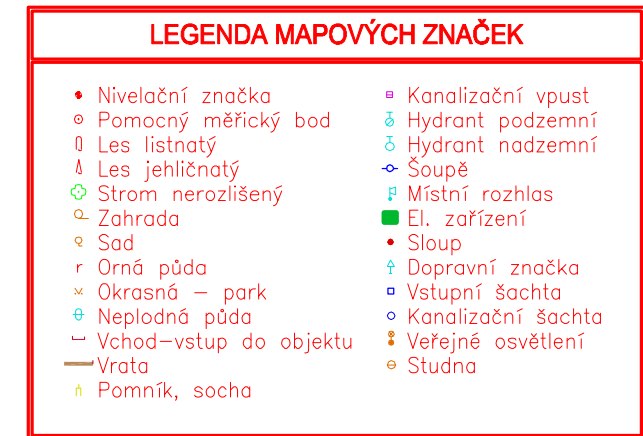 LEGENDA MAPOVÝCH ZNAČEK
Nivelační značka
Pomocný měřický bod
Les listnatý
Les jehličnatý
Strom nerozlišený
Zahrada
Sad
r Orná půda
Okrasná – park
Neplodná půda
Vchod–vstup do objektu
Vrata
Pomník, socha
Kanalizační vpust
Hydrant podzemní
Hydrant nadzemní
Šoupě
Místní rozhlas
El. zařízení
Sloup
Dopravní značka
Vstupní šachta
Kanalizační šachta
Veřejné osvětlení
Studna